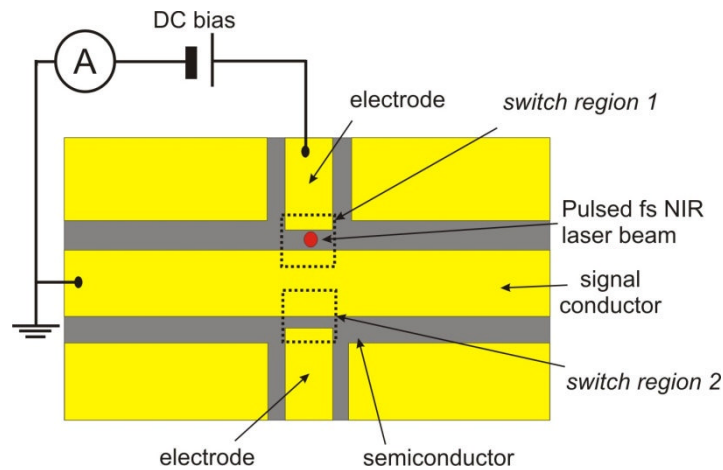 DC bias
A
electrode
switch region 1
Pulsed fs NIR
laser beam
signal
conductor
switch region 2
electrode
semiconductor